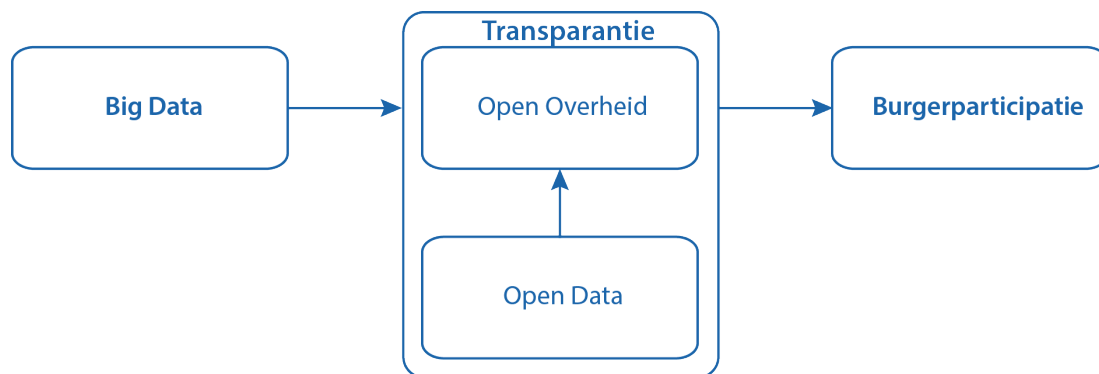 Transparantie
Big Data
Open Overheid
Burgerparticipatie
Open Data